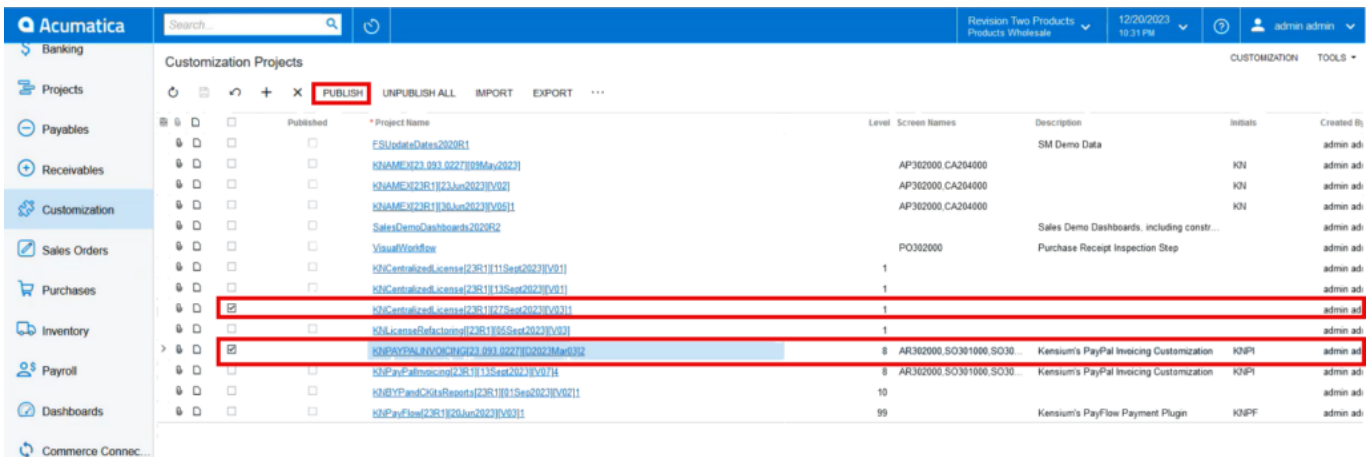 Acumatica
Search...
Revision Two Products
Products Wholesale
12/20/2023
10:31 PM
admin admin
Banking
Projects
Payables
Receivables
Customization
Sales Orders
Purchases
Inventory
Payroll
Dashboards
Commerce Connec...
Customization Projects
CUSTOMIZATION TOOLS
PUBLISH UNPUBLISH ALL IMPORT EXPORT ...
Published * Project Name Level Screen Names Description Initials Created By
FSUpdateDates2020R1 SM Demo Data admin adi
KNAMEX[23.093.0227][09May2023] AP302000,CA204000 KN admin adi
KNAMEX[23R1][23Jun2023][V02] AP302000,CA204000 KN admin adi
KNAMEX[23R1][30Jun2023][V05]1 AP302000,CA204000 KN admin adi
SalesDemoDashboards2020R2 Sales Demo Dashboards, including constr... admin adi
VisualWorkflow PO302000 Purchase Receipt Inspection Step admin adi
KNCentralizedLicense[23R1][11Sept2023][V01] 1 admin adi
KNCentralizedLicense[23R1][13Sept2023][V01] 1 admin adi
KNCentralizedLicense[23R1][27Sept2023][V03]1 1 admin adi
KNLicenseRefactoring[[23R1][05Sept2023][V03] 1 admin adi
KNPAYPALINVOICING[23.093.0227][D2023Mar03]2 8 AR302000,SO301000,SO30... Kensium's PayPal Invoicing Customization KNPI admin adi
KNPayPalInvoicing[23R1][13Sept2023][V07]4 8 AR302000,SO301000,SO30... Kensium's PayPal Invoicing Customization KNPI admin adi
KNBYPandCKitsReports[23R1][01Sep2023][V02]1 10 admin adi
KNPayFlow[23R1][20Jun2023][V03]1 99 Kensium's PayFlow Payment Plugin KNPF admin adi